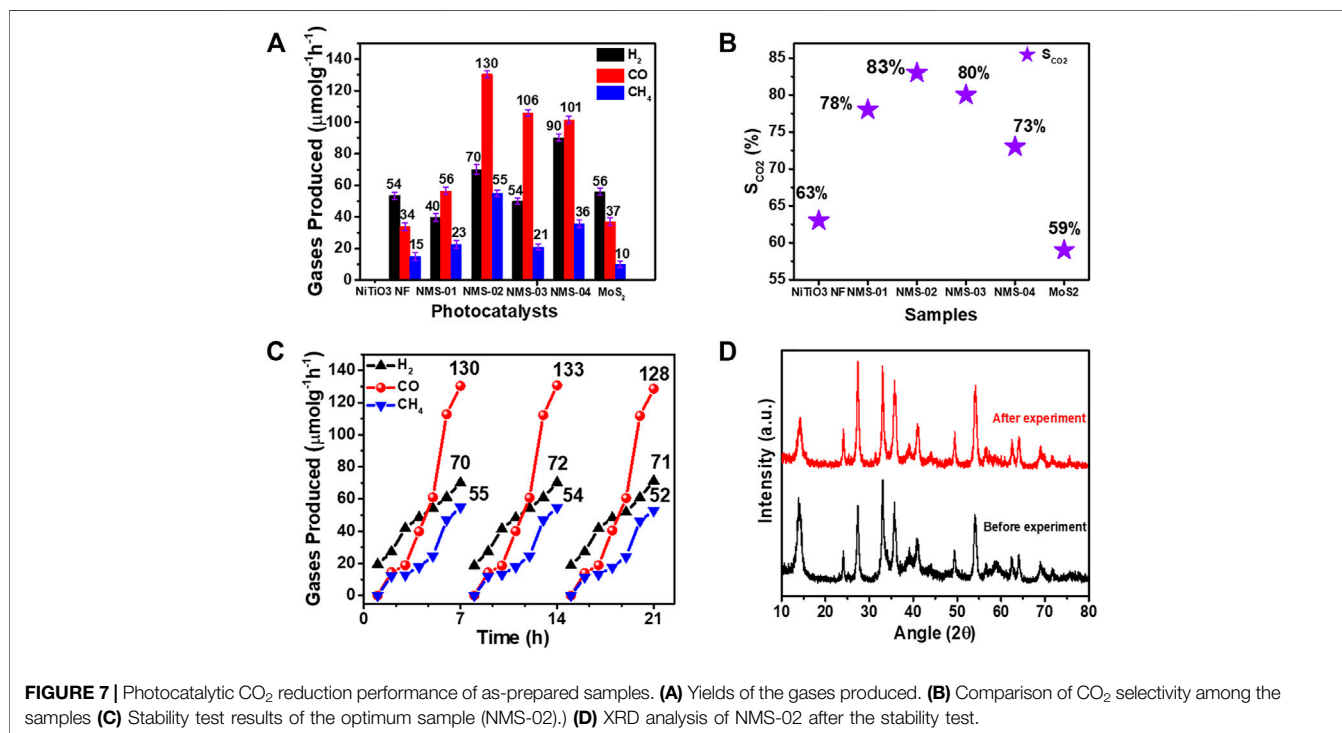 A
Gases Produced (μmolg⁻¹h⁻¹)
140
120
100
80
60
40
20
0
H₂
CO
CH₄
54
34
15
40
56
23
70
130
55
54
106
21
90
101
36
56
37
10
NiTiO3 NF NMS-01 NMS-02 NMS-03 NMS-04 MoS₂
Photocatalysts
B
S_CO2 (%)
85
80
75
70
65
60
55
S_CO2
63%
78%
83%
80%
73%
59%
NiTiO3 NF NMS-01 NMS-02 NMS-03 NMS-04 MoS2
Samples
C
Gases Produced (μmolg⁻¹h⁻¹)
140
120
100
80
60
40
20
0
H₂
CO
CH₄
130
70
55
133
72
54
128
71
52
0 7 14 21
Time (h)
D
Intensity (a.u.)
After experiment
Before experiment
10 20 30 40 50 60 70 80
Angle (2θ)
FIGURE 7 | Photocatalytic CO₂ reduction performance of as-prepared samples. (A) Yields of the gases produced. (B) Comparison of CO₂ selectivity among the
samples (C) Stability test results of the optimum sample (NMS-02).) (D) XRD analysis of NMS-02 after the stability test.